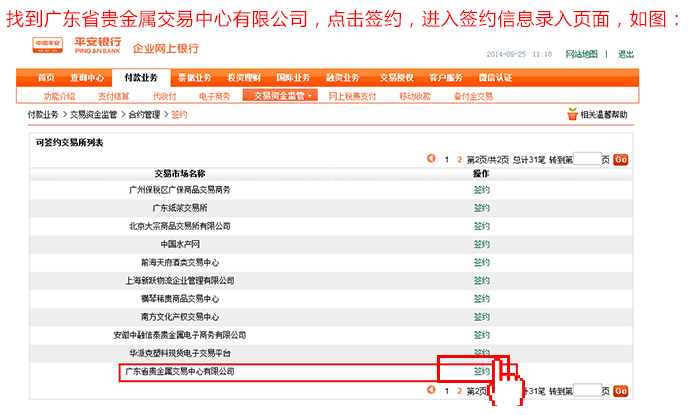 找到广东省贵金属交易中心有限公司，点击签约，进入签约信息录入页面，如图：
中国平安 平安银行 企业网上银行
PINGAN BANK
2014-09-25 11:18 网站地图 | 退出
首页 查询中心 付款业务 票据业务 投资理财 国际业务 融资业务 交易授权 客户服务 微信认证
功能介绍 支付结算 代收付 电子商务 交易资金监管 网上税费支付 移动收款 备付金交易
付款业务 > 交易资金监管 > 合约管理 > 签约 相关温馨帮助
可签约交易所列表
1 2 第2页/共2页 总计31笔 转到第 页 Go
交易市场名称 操作
广州保税区广保商品交易商务 签约
广东纸浆交易所 签约
北京大宗商品交易所有限公司 签约
中国水产网 签约
前海天府酒类交易中心 签约
上海新跃物流企业管理有限公司 签约
横琴稀贵商品交易中心 签约
南方文化产权交易中心 签约
安徽中融信泰贵金属电子商务有限公司 签约
华派克塑料现货电子交易平台 签约
广东省贵金属交易中心有限公司 签约
1 2 第2页 计31笔 转到第 页 Go